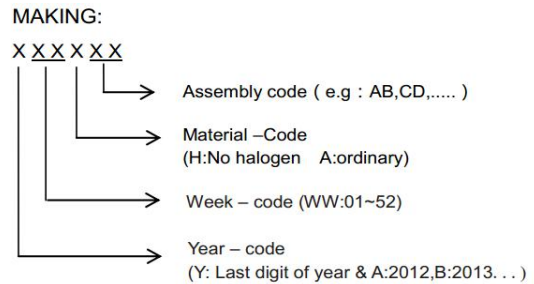 MAKING:
X X X X X X
Assembly code ( e.g : AB,CD,..... )
Material –Code
(H:No halogen A:ordinary)
Week – code (WW:01~52)
Year – code
(Y: Last digit of year & A:2012,B:2013. . . )